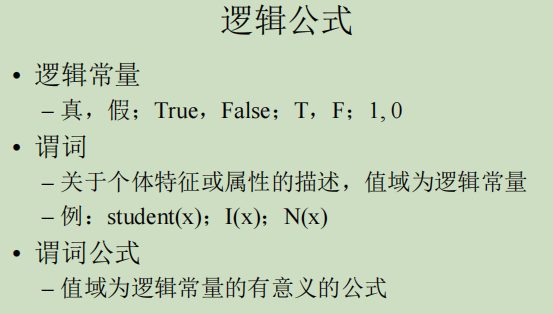 逻辑公式
• 逻辑常量
– 真，假；True，False；T，F；1, 0
• 谓词
– 关于个体特征或属性的描述，值域为逻辑常量
– 例：student(x)；I(x)；N(x)
• 谓词公式
– 值域为逻辑常量的有意义的公式